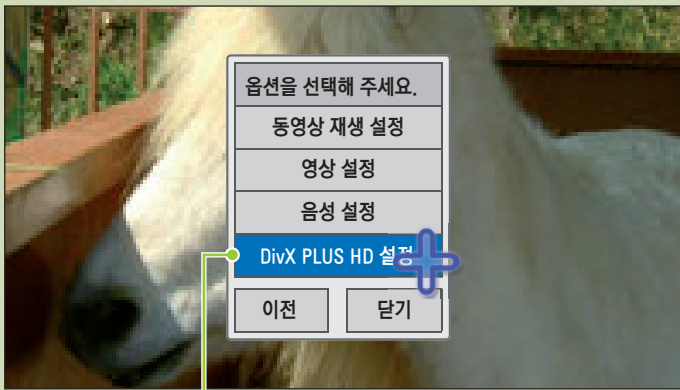 옵션을 선택해 주세요.
동영상 재생 설정
영상 설정
음성 설정
DivX PLUS HD 설정
이전
닫기